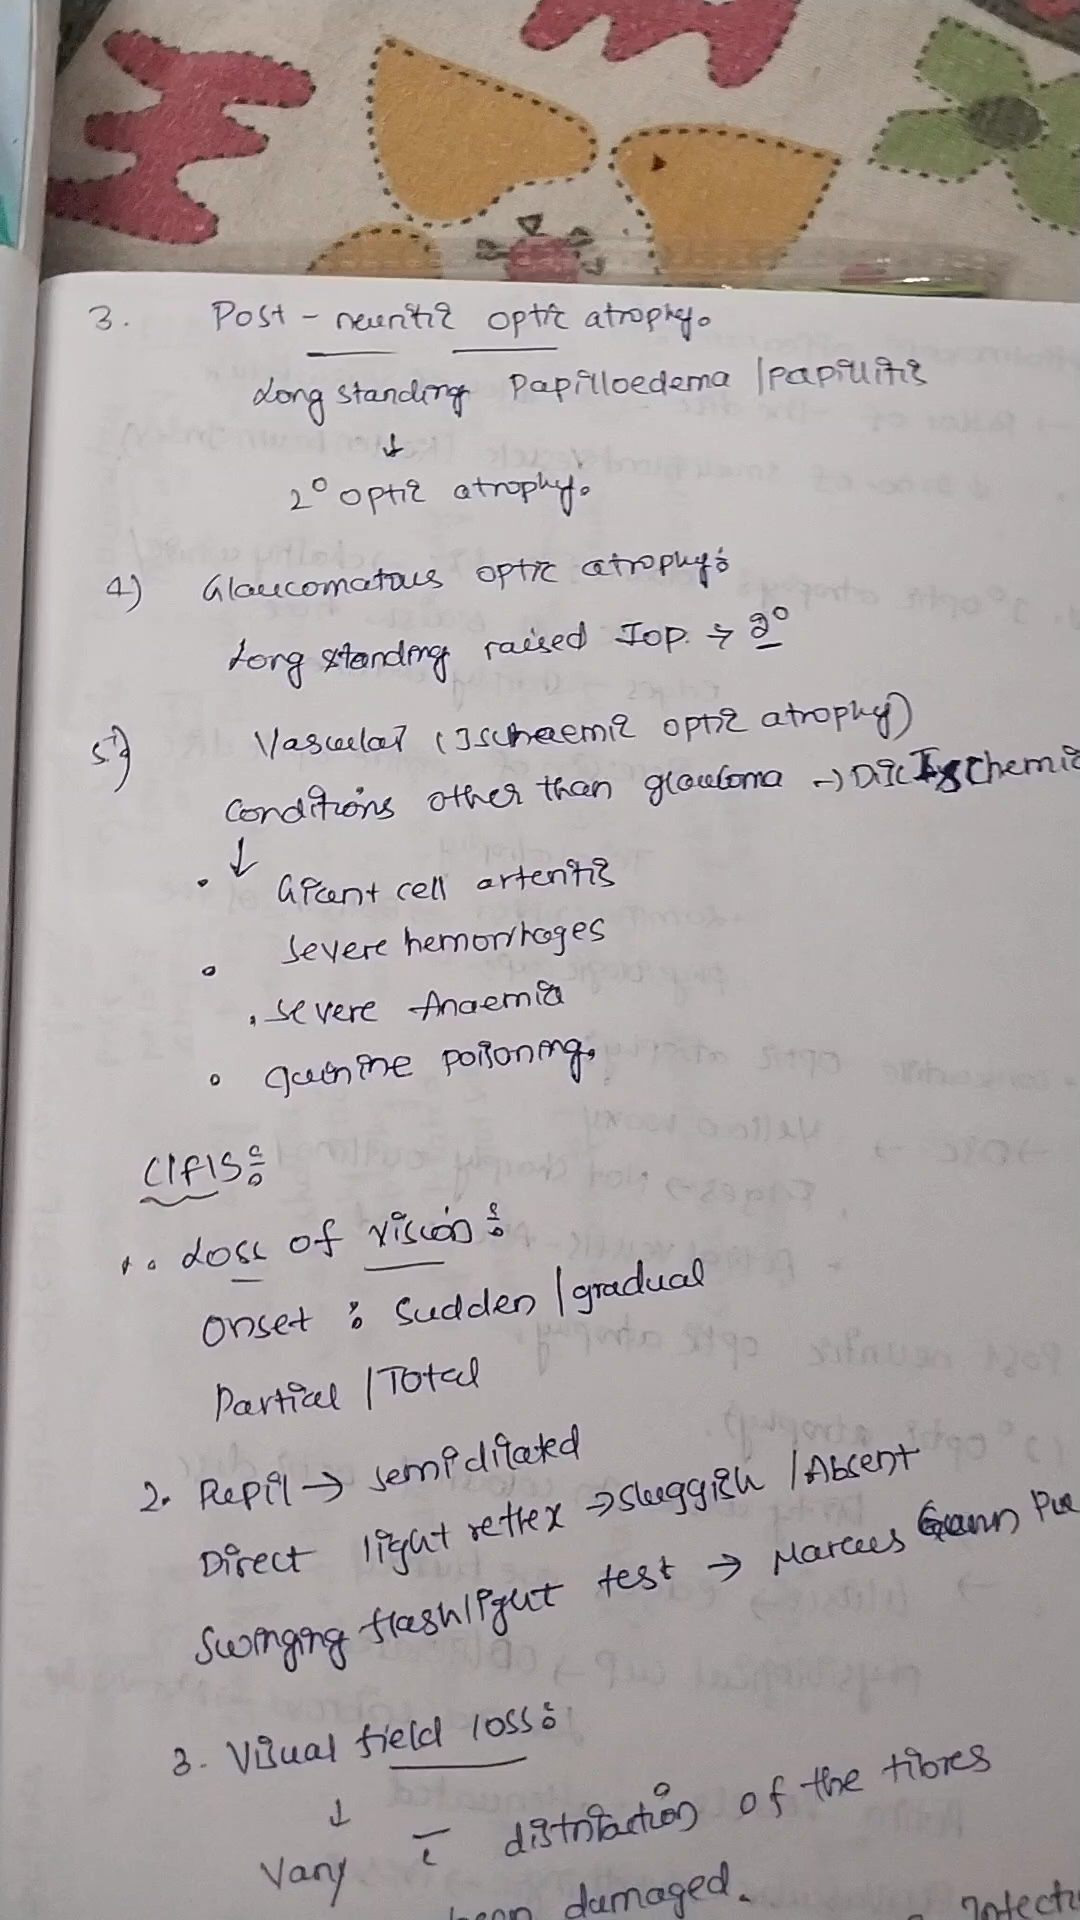 3. Post - neuritic optic atrophy.
Long standing Papilloedema / papillitis
↓
2° optic atrophy.
4) Glaucomatous optic atrophy:
Long standing raised IOP. → 2°
5) Vascular (Ischaemic optic atrophy)
Conditions other than glaucoma → Disc Ischemic
↓
• Giant cell arteritis
• Severe hemorrhages
• Severe Anaemia
• quinine poisoning.
C/F/S:
1. Loss of vision:
Onset : Sudden / gradual
Partial / Total
2. Pupil → Semidilated
Direct light reflex → Sluggish / Absent
Swinging flashlight test → Marcus Gunn Pu
3. Visual field loss:
↓
Vary c̄ distribution of the fibres
damaged.